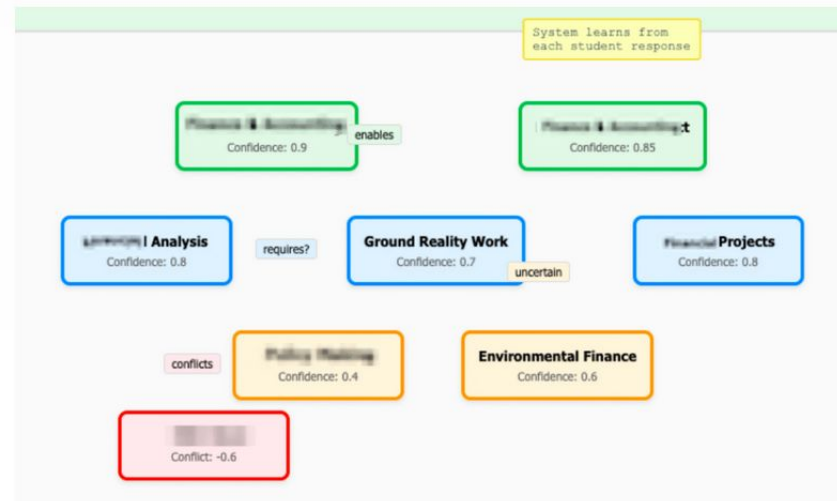 System learns from
each student response
Confidence: 0.9
enables
Confidence: 0.85
Analysis
Confidence: 0.8
requires?
Ground Reality Work
Confidence: 0.7
uncertain
Projects
Confidence: 0.8
conflicts
Confidence: 0.4
Environmental Finance
Confidence: 0.6
Conflict: -0.6